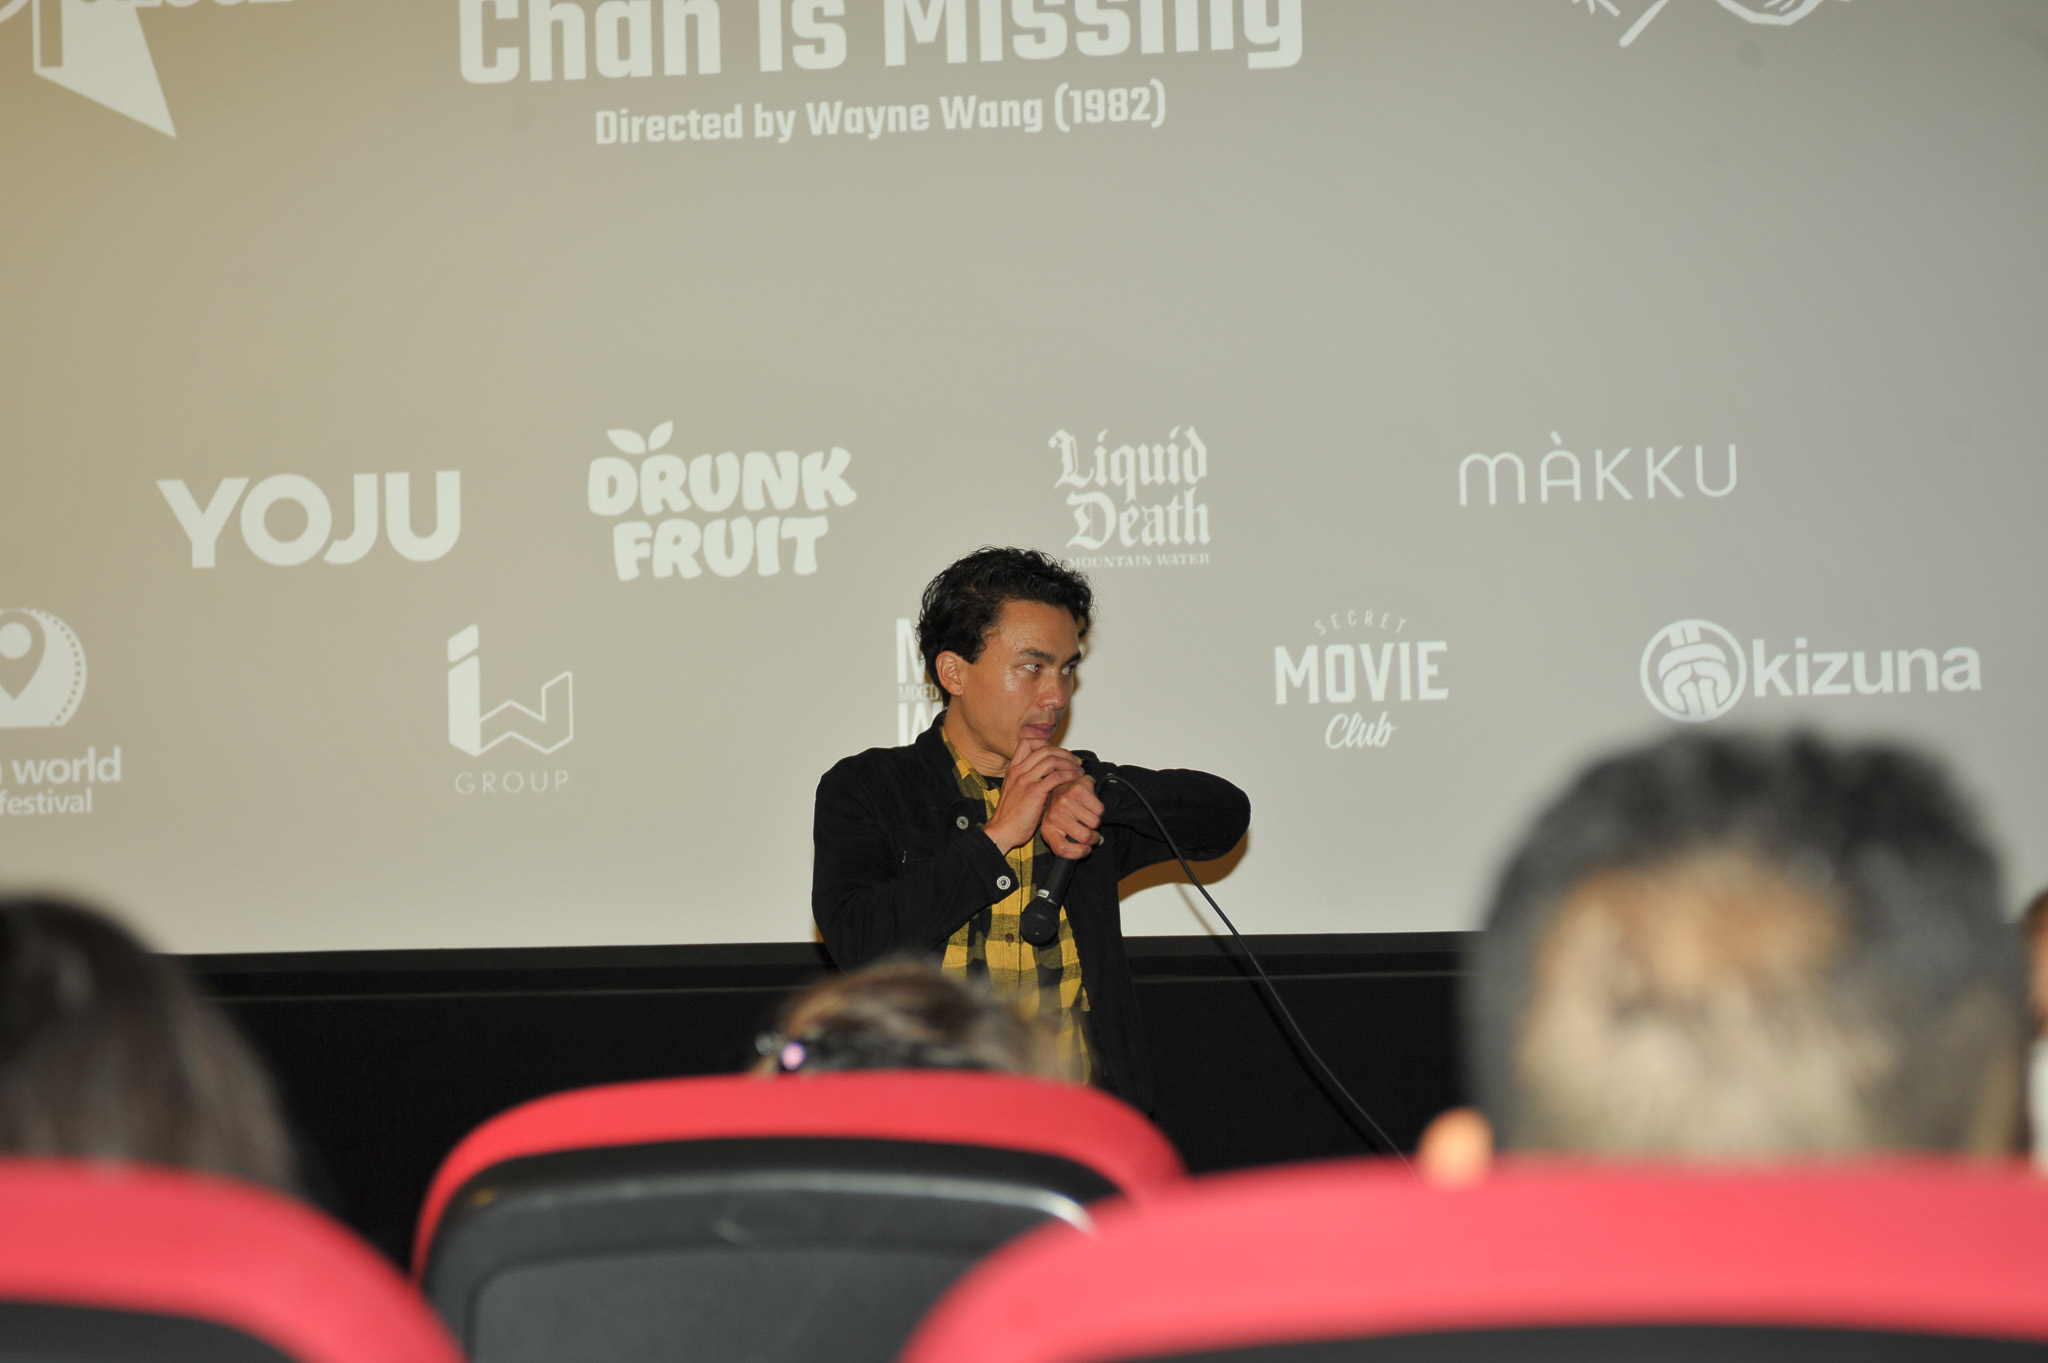 Chan Is Missing
Directed by Wayne Wang (1982)
YOJU
DRUNK
FRUIT
Liquid
Death
MOUNTAIN WATER
MÀKKU
world
festival
GROUP
MIXED
SECRET
MOVIE
Club
kizuna